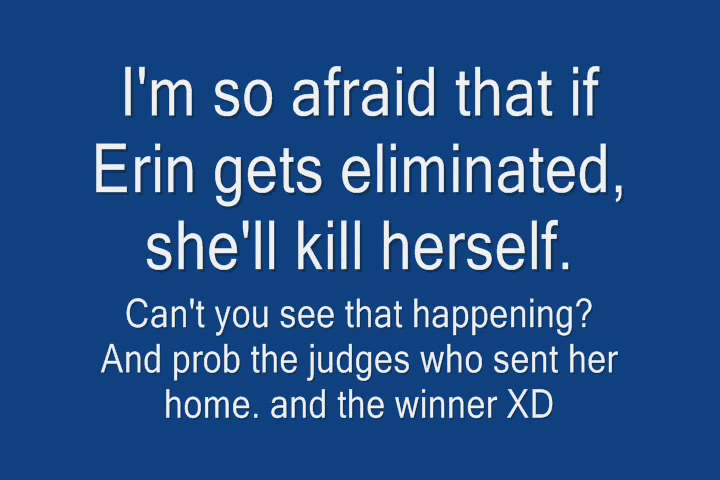 I'm so afraid that if
Erin gets eliminated,
she'll kill herself.
Can't you see that happening?
And prob the judges who sent her
home. and the winner XD